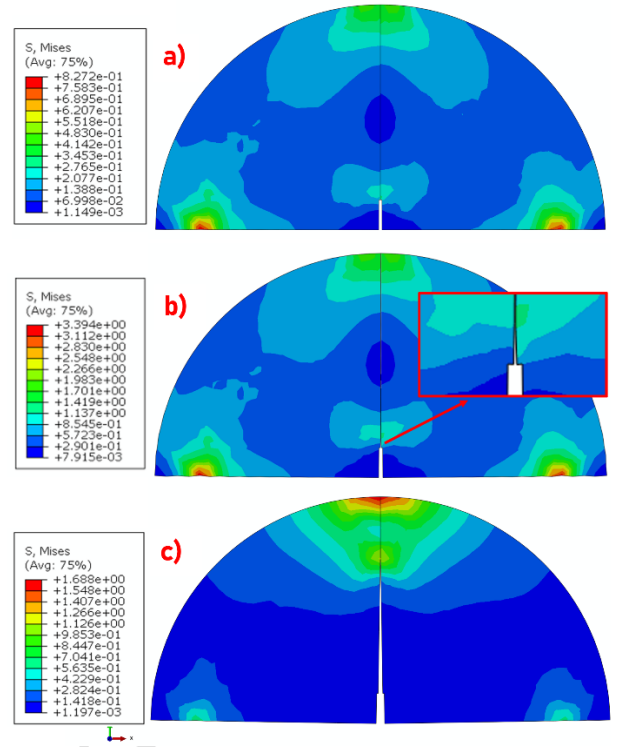 S, Mises
(Avg: 75%)
+8.272e-01
+7.583e-01
+6.895e-01
+6.207e-01
+5.518e-01
+4.830e-01
+4.142e-01
+3.453e-01
+2.765e-01
+2.077e-01
+1.388e-01
+6.998e-02
+1.149e-03
a)
S, Mises
(Avg: 75%)
+3.394e+00
+3.112e+00
+2.830e+00
+2.548e+00
+2.266e+00
+1.983e+00
+1.701e+00
+1.419e+00
+1.137e+00
+8.545e-01
+5.723e-01
+2.901e-01
+7.915e-03
b)
S, Mises
(Avg: 75%)
+1.688e+00
+1.548e+00
+1.407e+00
+1.266e+00
+1.126e+00
+9.853e-01
+8.447e-01
+7.041e-01
+5.635e-01
+4.229e-01
+2.824e-01
+1.418e-01
+1.197e-03
c)
x